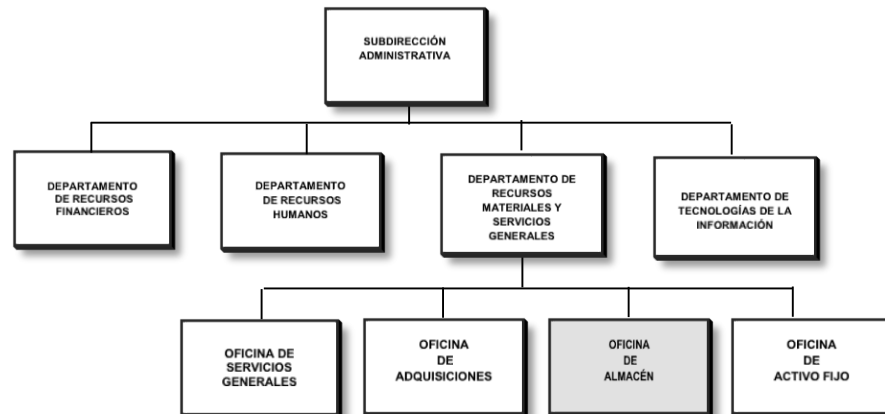 SUBDIRECCIÓN
ADMINISTRATIVA
DEPARTAMENTO
DE RECURSOS
FINANCIEROS
DEPARTAMENTO
DE RECURSOS
HUMANOS
DEPARTAMENTO DE
RECURSOS
MATERIALES Y
SERVICIOS
GENERALES
DEPARTAMENTO DE
TECNOLOGÍAS DE LA
INFORMACIÓN
OFICINA DE
SERVICIOS
GENERALES
OFICINA
DE
ADQUISICIONES
OFICINA
DE
ALMACÉN
OFICINA
DE
ACTIVO FIJO